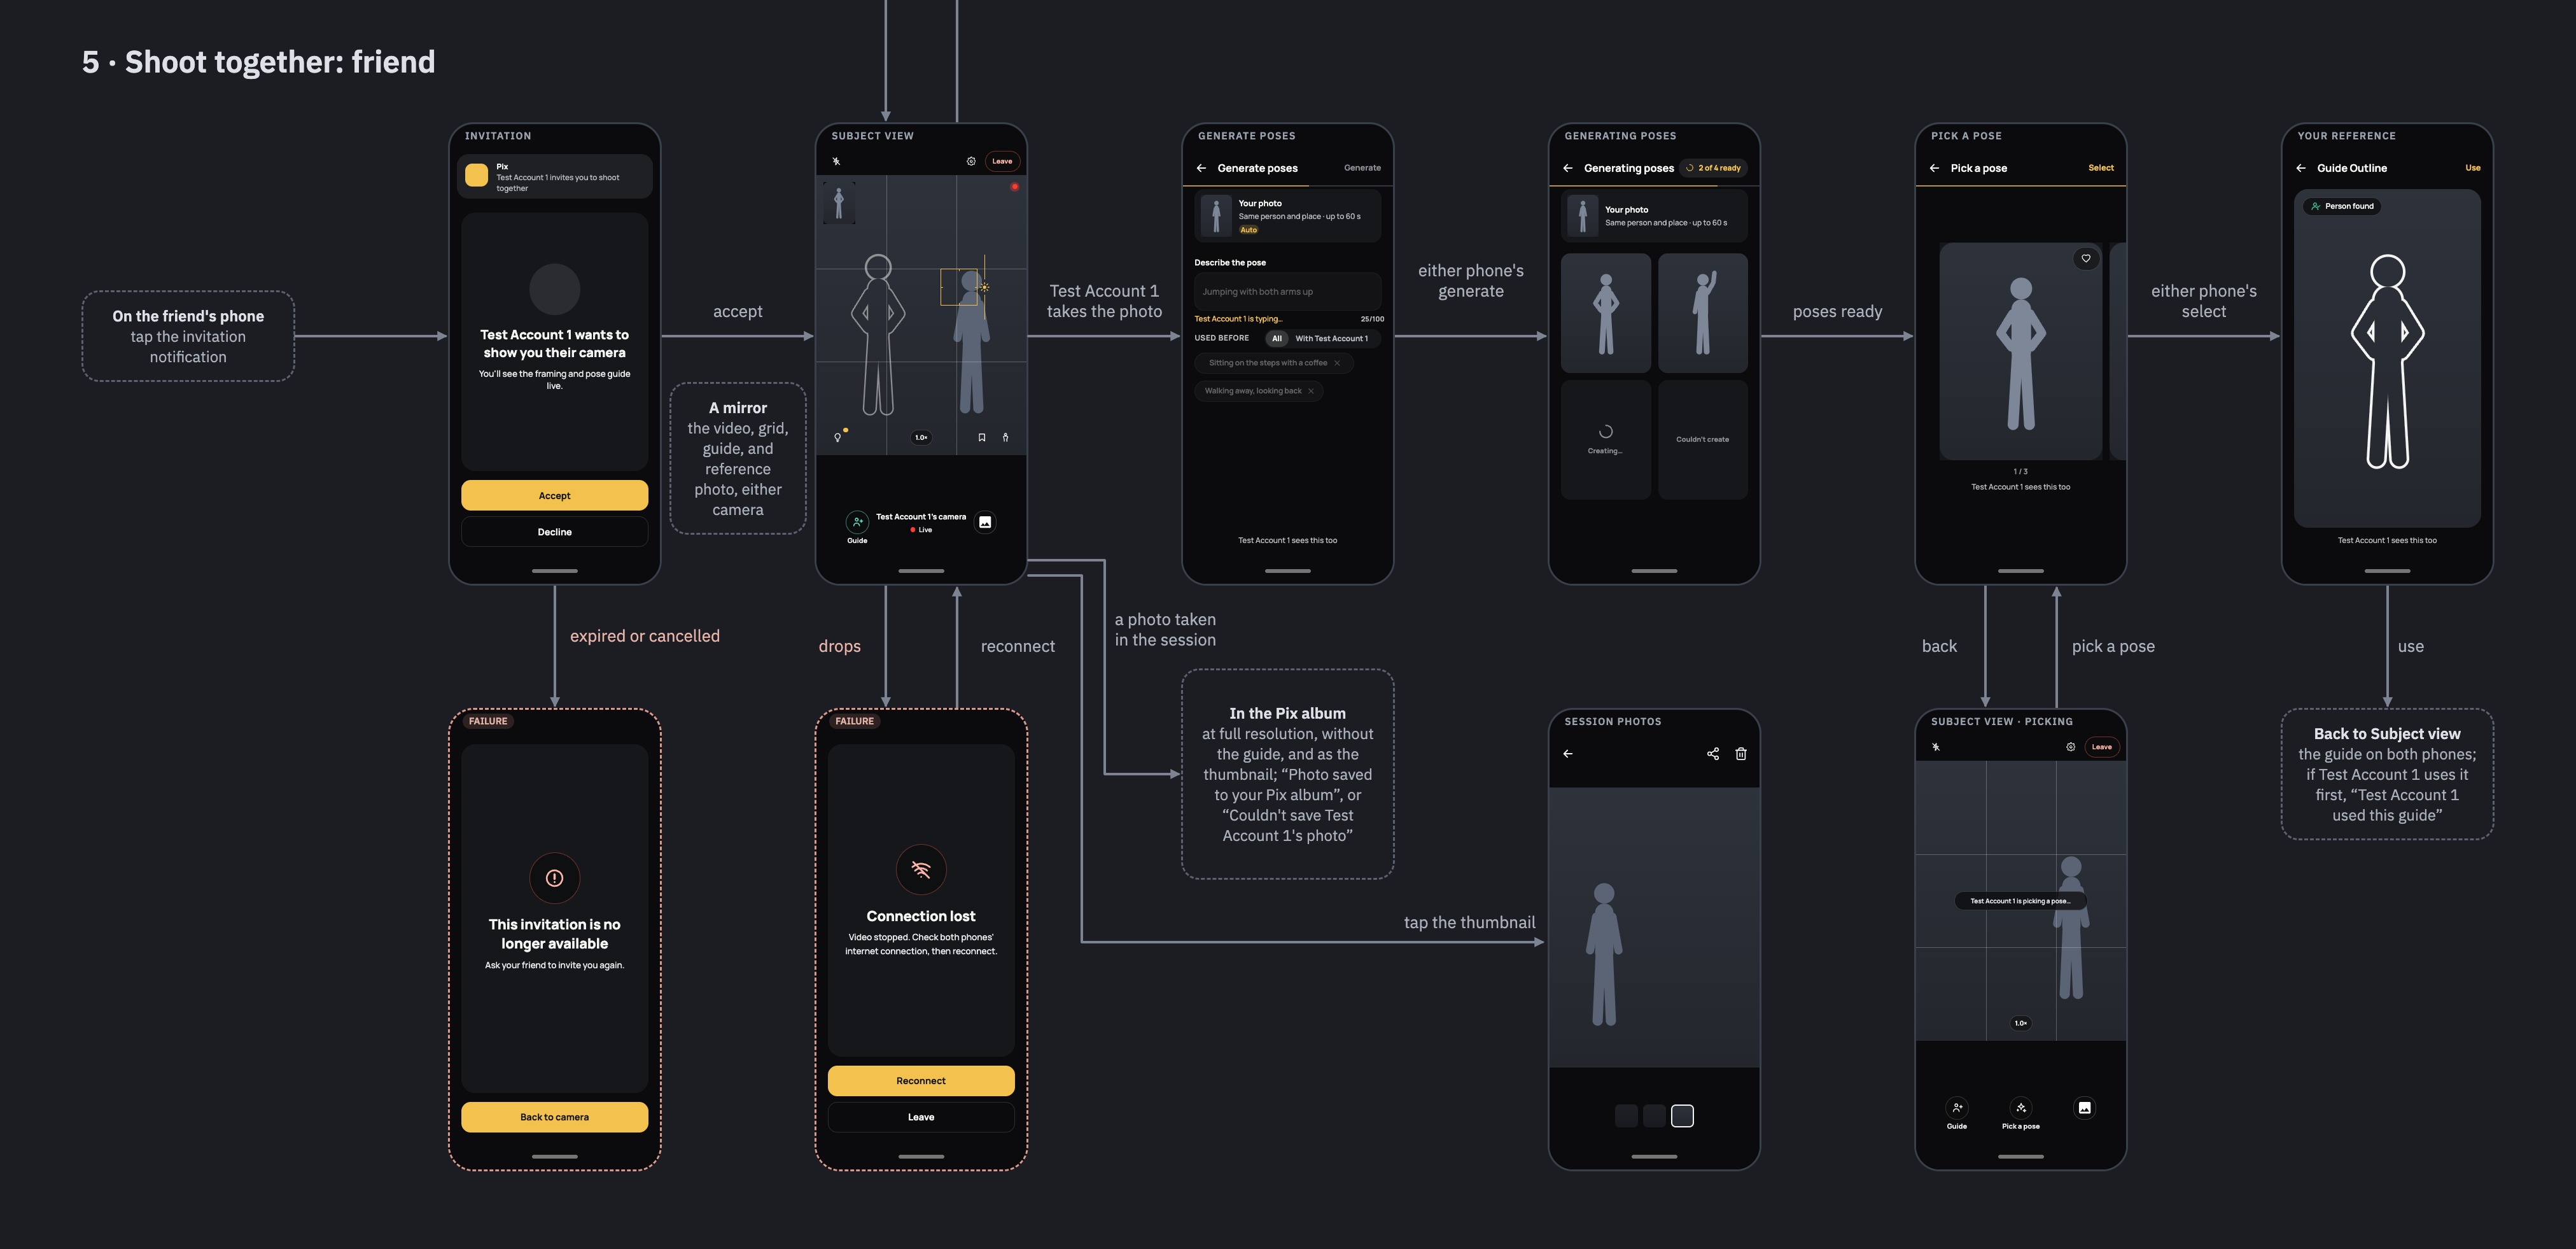 5 · Shoot together: friend
On the friend's phone
tap the invitation
notification
INVITATION
Pix
Test Account 1 invites you to shoot
together
Test Account 1 wants to
show you their camera
You'll see the framing and pose guide
live.
Accept
Decline
accept
A mirror
the video, grid,
guide, and
reference
photo, either
camera
SUBJECT VIEW
Leave
1.0×
Guide
Test Account 1's camera
Live
Test Account 1
takes the photo
GENERATE POSES
Generate poses
Generate
Your photo
Same person and place · up to 60 s
Auto
Describe the pose
Jumping with both arms up
Test Account 1 is typing…
25/100
USED BEFORE
All
With Test Account 1
Sitting on the steps with a coffee
Walking away, looking back
Test Account 1 sees this too
either phone's
generate
GENERATING POSES
Generating poses
2 of 4 ready
Your photo
Same person and place · up to 60 s
Creating…
Couldn't create
poses ready
PICK A POSE
Pick a pose
Select
1 / 3
Test Account 1 sees this too
either phone's
select
YOUR REFERENCE
Guide Outline
Use
Person found
Test Account 1 sees this too
expired or cancelled
drops
reconnect
a photo taken
in the session
back
pick a pose
use
FAILURE
This invitation is no
longer available
Ask your friend to invite you again.
Back to camera
FAILURE
Connection lost
Video stopped. Check both phones'
internet connection, then reconnect.
Reconnect
Leave
In the Pix album
at full resolution, without
the guide, and as the
thumbnail; “Photo saved
to your Pix album”, or
“Couldn't save Test
Account 1's photo”
tap the thumbnail
SESSION PHOTOS
SUBJECT VIEW · PICKING
Leave
Test Account 1 is picking a pose…
1.0×
Guide
Pick a pose
Back to Subject view
the guide on both phones;
if Test Account 1 uses it
first, “Test Account 1
used this guide”